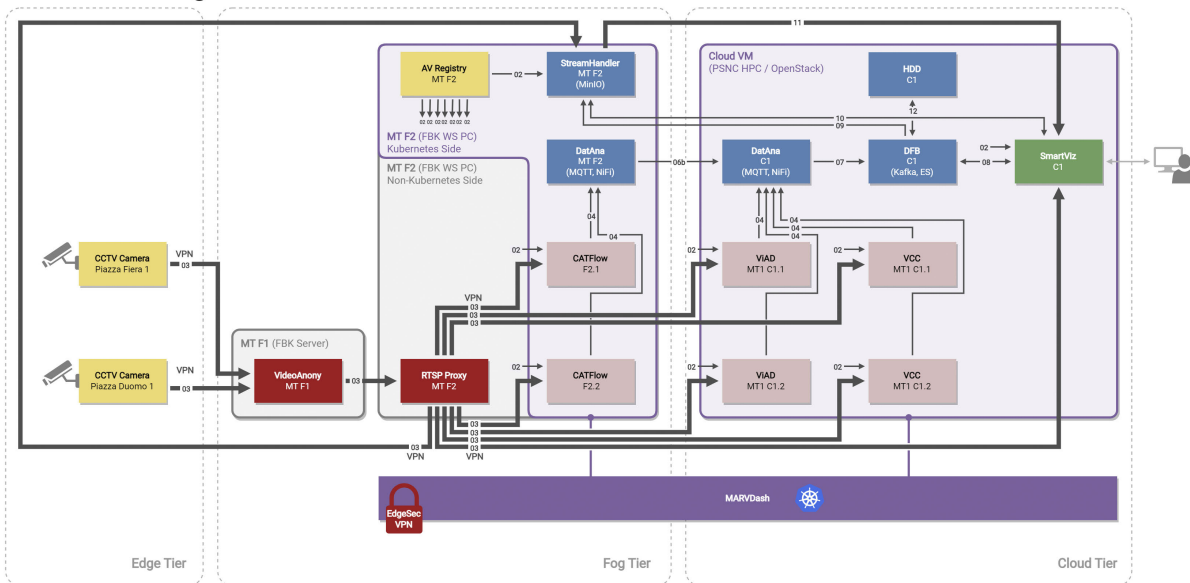 11
AV Registry
MT F2
02
StreamHandler
MT F2
(MinIO)
02 02 02 02 02 02 02
MT F2 (FBK WS PC)
Kubernetes Side
MT F2 (FBK WS PC)
Non-Kubernetes Side
DatAna
MT F2
(MQTT, NiFi)
06b
04
04
Cloud VM
(PSNC HPC / OpenStack)
HDD
C1
12
10
09
DatAna
C1
(MQTT, NiFi)
07
DFB
C1
(Kafka, ES)
02
08
SmartViz
C1
04
04
04
04
CCTV Camera
Piazza Fiera 1
VPN
03
02
CATFlow
F2.1
02
ViAD
MT1 C1.1
02
VCC
MT1 C1.1
VPN
03
03
03
CCTV Camera
Piazza Duomo 1
VPN
03
MT F1 (FBK Server)
VideoAnony
MT F1
03
RTSP Proxy
MT F2
02
CATFlow
F2.2
02
ViAD
MT1 C1.2
02
VCC
MT1 C1.2
03
03
03
03
03
VPN
VPN
MARVDash
EdgeSec
VPN
Edge Tier
Fog Tier
Cloud Tier